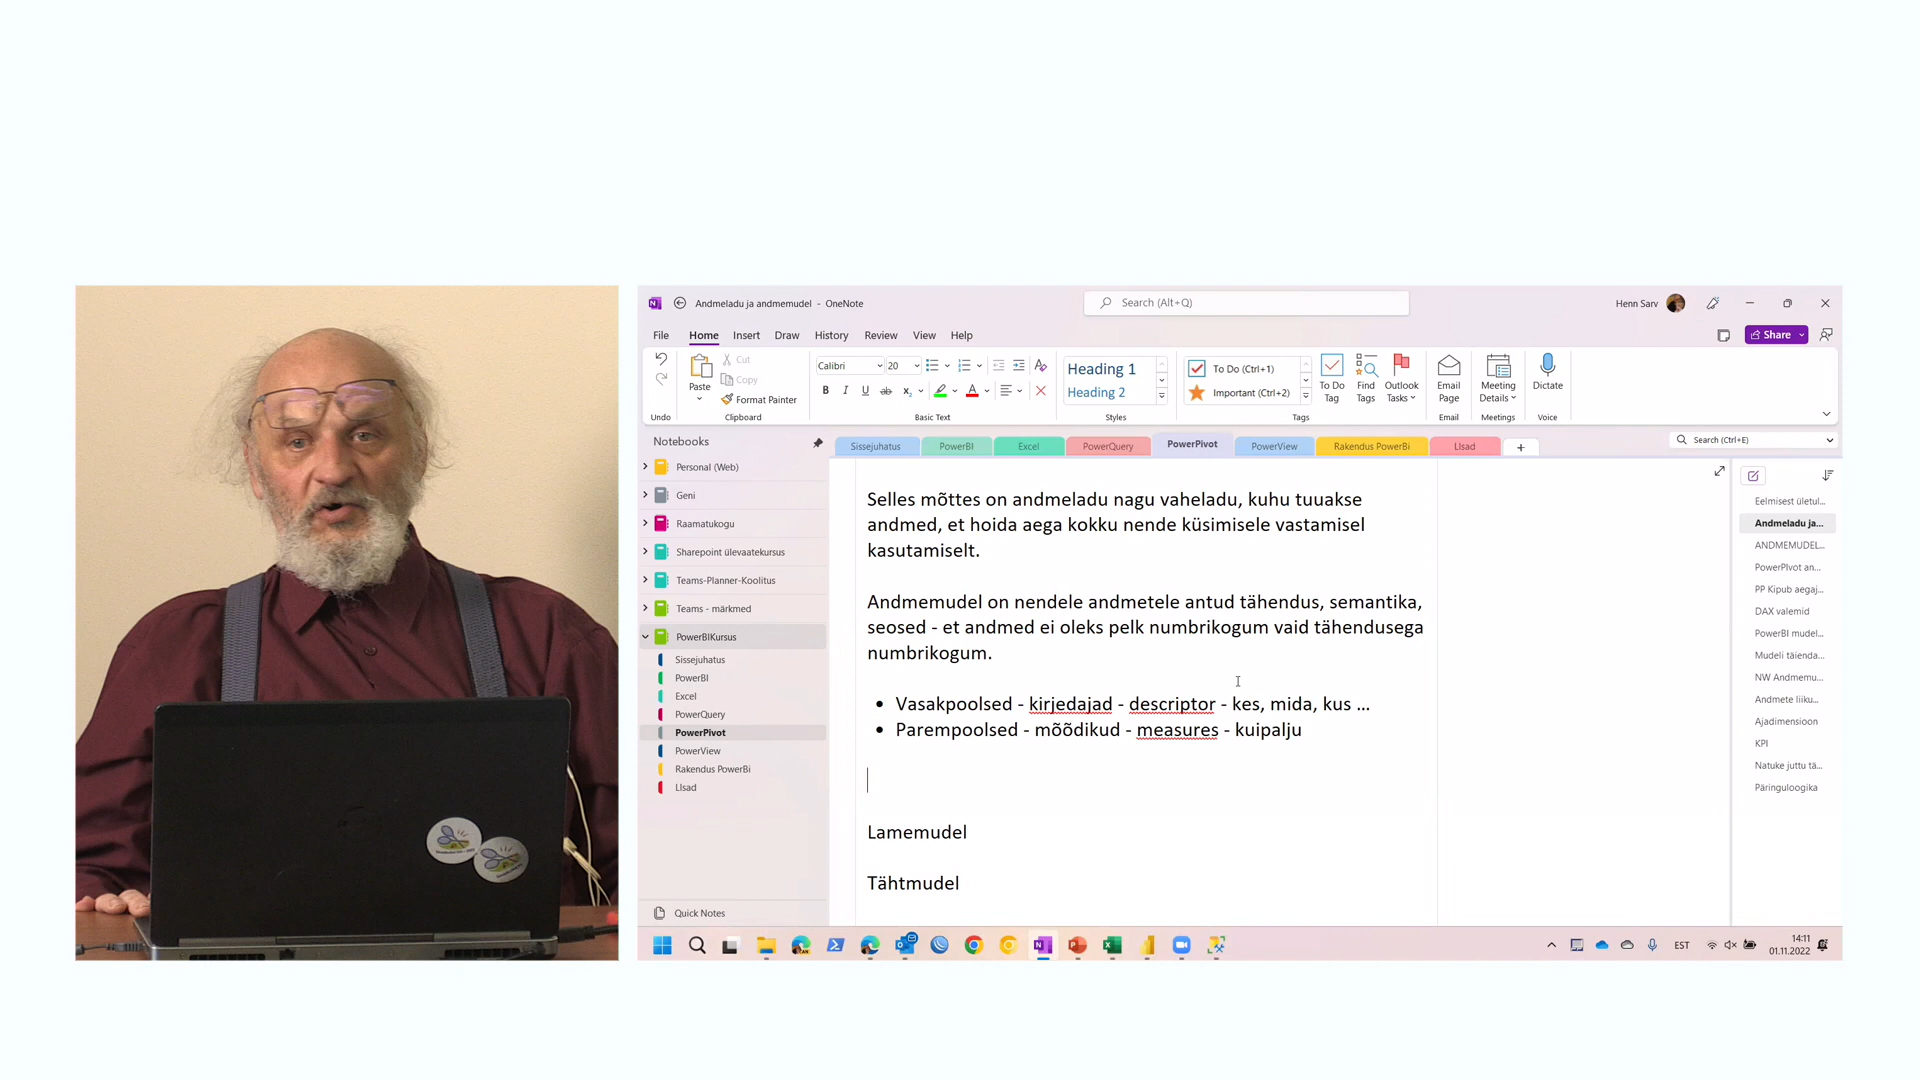 Andmeladu ja andmemudel - OneNote
Search (Alt+Q)
Henn Sarv
File Home Insert Draw History Review View Help
Share
Undo
Paste
Cut
Copy
Format Painter
Clipboard
Calibri 20
B I U ab x
Basic Text
Heading 1
Heading 2
Styles
To Do (Ctrl+1)
Important (Ctrl+2)
Tags
To Do Tag
Find Tags
Outlook Tasks
Email Page
Email
Meeting Details
Meetings
Dictate
Voice
Notebooks
Personal (Web)
Geni
Raamatukogu
Sharepoint ülevaatekursus
Teams-Planner-Koolitus
Teams - märkmed
PowerBIKursus
Sissejuhatus
PowerBI
Excel
PowerQuery
PowerPivot
PowerView
Rakendus PowerBi
LIsad
Quick Notes
Sissejuhatus PowerBI Excel PowerQuery PowerPivot PowerView Rakendus PowerBi LIsad +
Search (Ctrl+E)
Selles mõttes on andmeladu nagu vaheladu, kuhu tuuakse
andmed, et hoida aega kokku nende küsimisele vastamisel
kasutamiselt.
Andmemudel on nendele andmetele antud tähendus, semantika,
seosed - et andmed ei oleks pelk numbrikogum vaid tähendusega
numbrikogum.
• Vasakpoolsed - kirjedajad - descriptor - kes, mida, kus ...
• Parempoolsed - mõõdikud - measures - kuipalju
Lamemudel
Tähtmudel
Eelmisest ületul...
Andmeladu ja...
ANDMEMUDEL...
PowerPIvot an...
PP Kipub aegaj...
DAX valemid
PowerBI mudel...
Mudeli täienda...
NW Andmemu...
Andmete liiku...
Ajadimensioon
KPI
Natuke juttu tä...
Päringuloogika
EST
14:11
01.11.2022